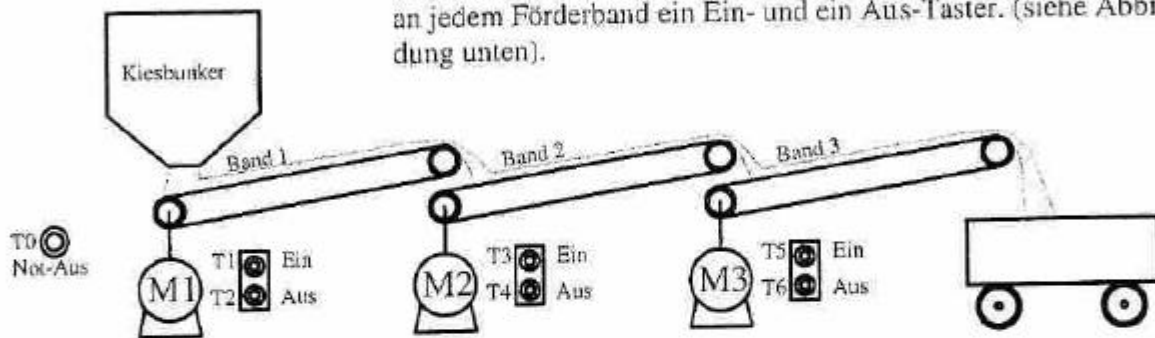 an jedem Förderband ein Ein- und ein Aus-Taster. (siehe Abbil
dung unten).
Kiesbunker
Band 1
Band 2
Band 3
T0
Not-Aus
M1
T1 Ein
T2 Aus
M2
T3 Ein
T4 Aus
M3
T5 Ein
T6 Aus